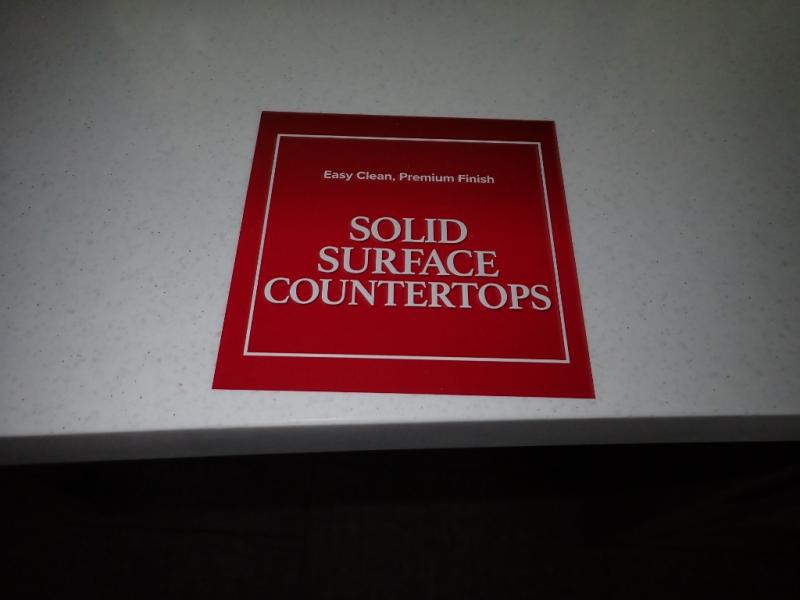 Easy Clean, Premium Finish
SOLID
SURFACE
COUNTERTOPS